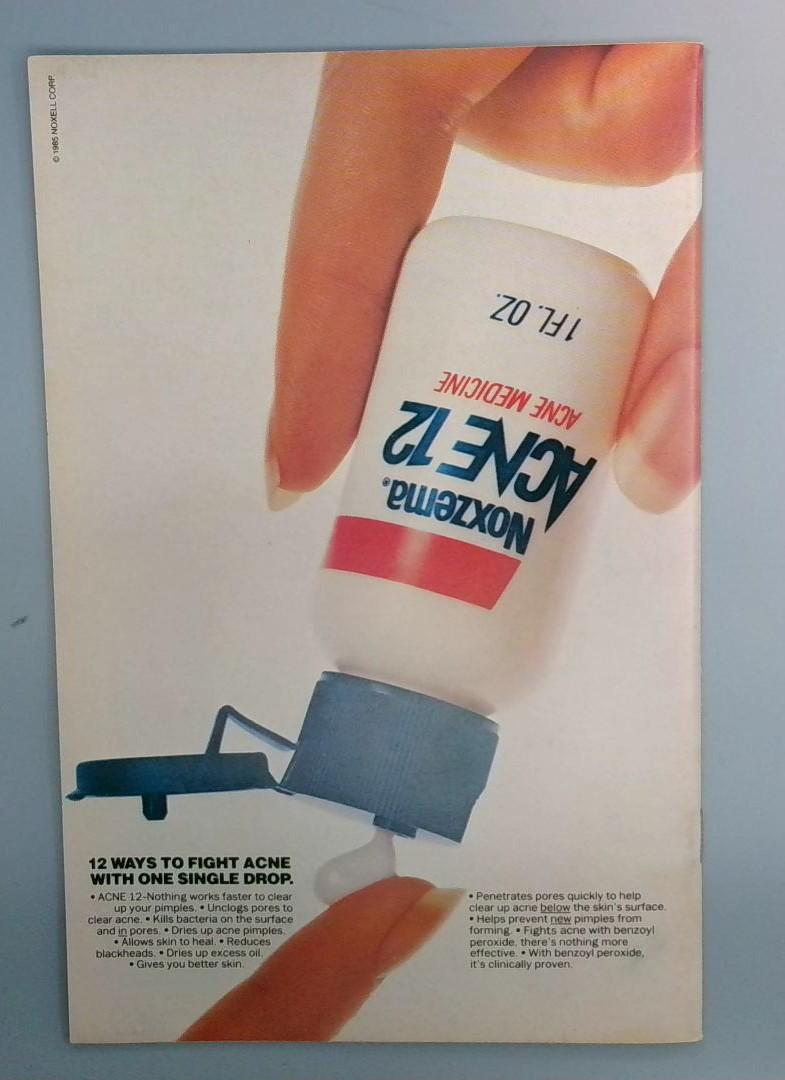 © 1985 NOXELL CORP.
1 FL. OZ.
ACNE MEDICINE
ACNE 12
Noxzema®
12 WAYS TO FIGHT ACNE
WITH ONE SINGLE DROP.
• ACNE 12-Nothing works faster to clear
up your pimples. • Unclogs pores to
clear acne. • Kills bacteria on the surface
and in pores. • Dries up acne pimples.
• Allows skin to heal. • Reduces
blackheads. • Dries up excess oil.
• Gives you better skin.
• Penetrates pores quickly to help
clear up acne below the skin's surface.
• Helps prevent new pimples from
forming. • Fights acne with benzoyl
peroxide, there's nothing more
effective. • With benzoyl peroxide,
it's clinically proven.